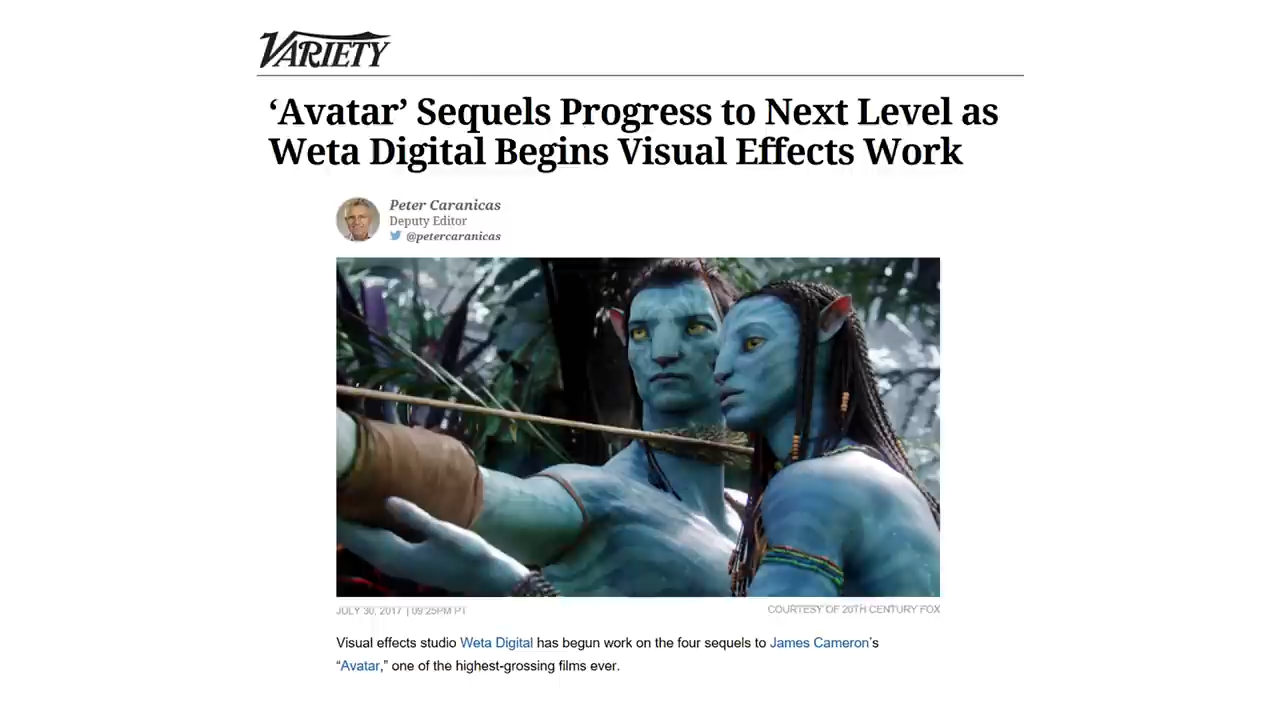 VARIETY
‘Avatar’ Sequels Progress to Next Level as
Weta Digital Begins Visual Effects Work
Peter Caranicas
Deputy Editor
@petercaranicas
JULY 30, 2017 | 09:25PM PT
COURTESY OF 20TH CENTURY FOX
Visual effects studio Weta Digital has begun work on the four sequels to James Cameron’s
“Avatar,” one of the highest-grossing films ever.